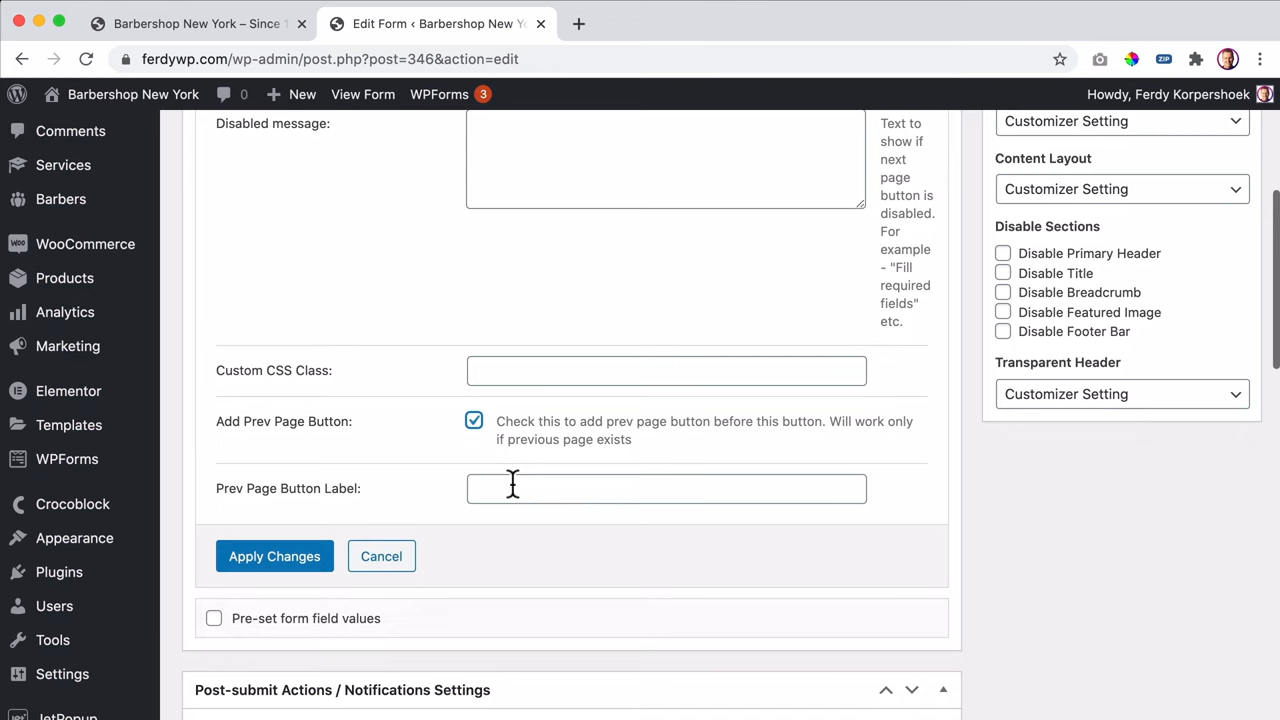 Barbershop New York – Since 1
Edit Form ‹ Barbershop New Yo
ferdywp.com/wp-admin/post.php?post=346&action=edit
ZIP
Barbershop New York
0
New
View Form
WPForms
3
Howdy, Ferdy Korpershoek
Comments
Services
Barbers
Woo
WooCommerce
Products
Analytics
Marketing
Elementor
Templates
WPForms
Crocoblock
Appearance
Plugins
Users
Tools
Settings
JetPopup
Disabled message:
Text to
show if
next
page
button is
disabled.
For
example
- "Fill
required
fields"
etc.
Custom CSS Class:
Add Prev Page Button:
Check this to add prev page button before this button. Will work only
if previous page exists
Prev Page Button Label:
Apply Changes
Cancel
Pre-set form field values
Post-submit Actions / Notifications Settings
Customizer Setting
Content Layout
Customizer Setting
Disable Sections
Disable Primary Header
Disable Title
Disable Breadcrumb
Disable Featured Image
Disable Footer Bar
Transparent Header
Customizer Setting